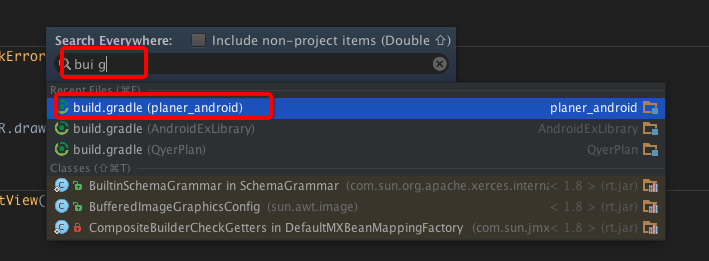 Search Everywhere: Include non-project items (Double ⇧)
kError
bui g
Recent Files (⌘E)
build.gradle (planer_android) planer_android
R.draw build.gradle (AndroidExLibrary) AndroidExLibrary
build.gradle (QyerPlan) QyerPlan
Classes (⇧⌘T)
BuiltinSchemaGrammar in SchemaGrammar (com.sun.org.apache.xerces.interna < 1.8 > (rt.jar)
tView( BufferedImageGraphicsConfig (sun.awt.image) < 1.8 > (rt.jar)
CompositeBuilderCheckGetters in DefaultMXBeanMappingFactory (com.sun.jmx < 1.8 > (rt.jar)